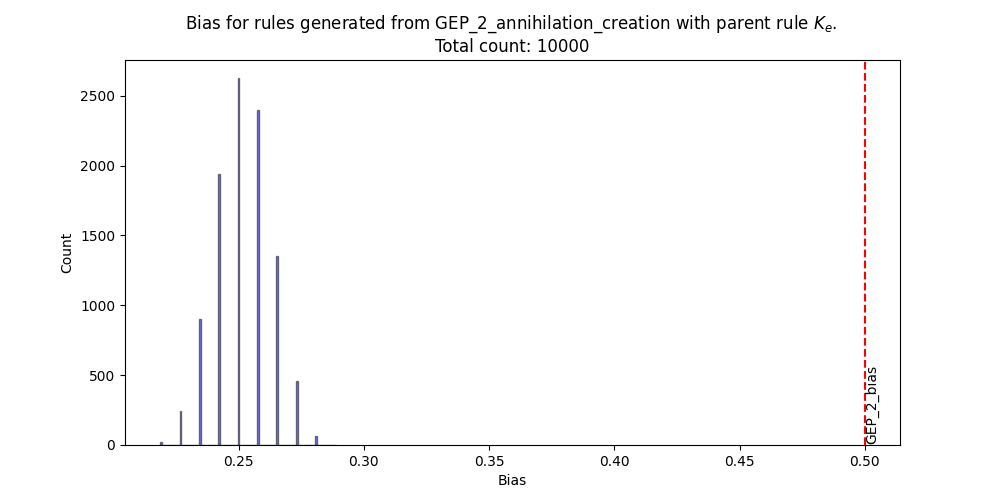 Bias for rules generated from GEP_2_annihilation_creation with parent rule Kₑ.
Total count: 10000
2500
2000
1500
1000
500
0
Count
0.25
0.30
0.35
0.40
0.45
0.50
Bias
GEP_2_bias